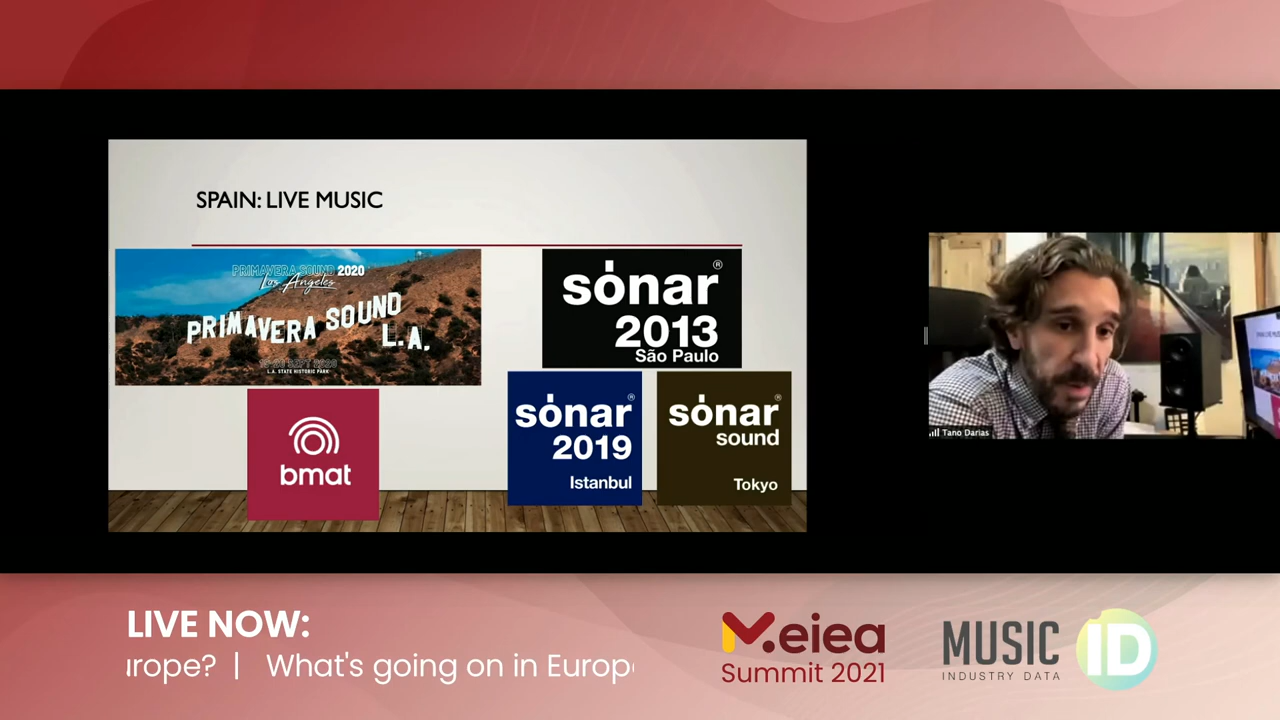 SPAIN: LIVE MUSIC
PRIMAVERA SOUND 2020
Los Angeles
PRIMAVERA SOUND
L.A.
L.A. STATE HISTORIC PARK
sónar®
2013
São Paulo
bmat
sónar®
2019
Istanbul
sónar®
sound
Tokyo
Tano Darias
LIVE NOW:
urope? | What's going on in Europe
Meiea
Summit 2021
MUSIC
INDUSTRY DATA
ID